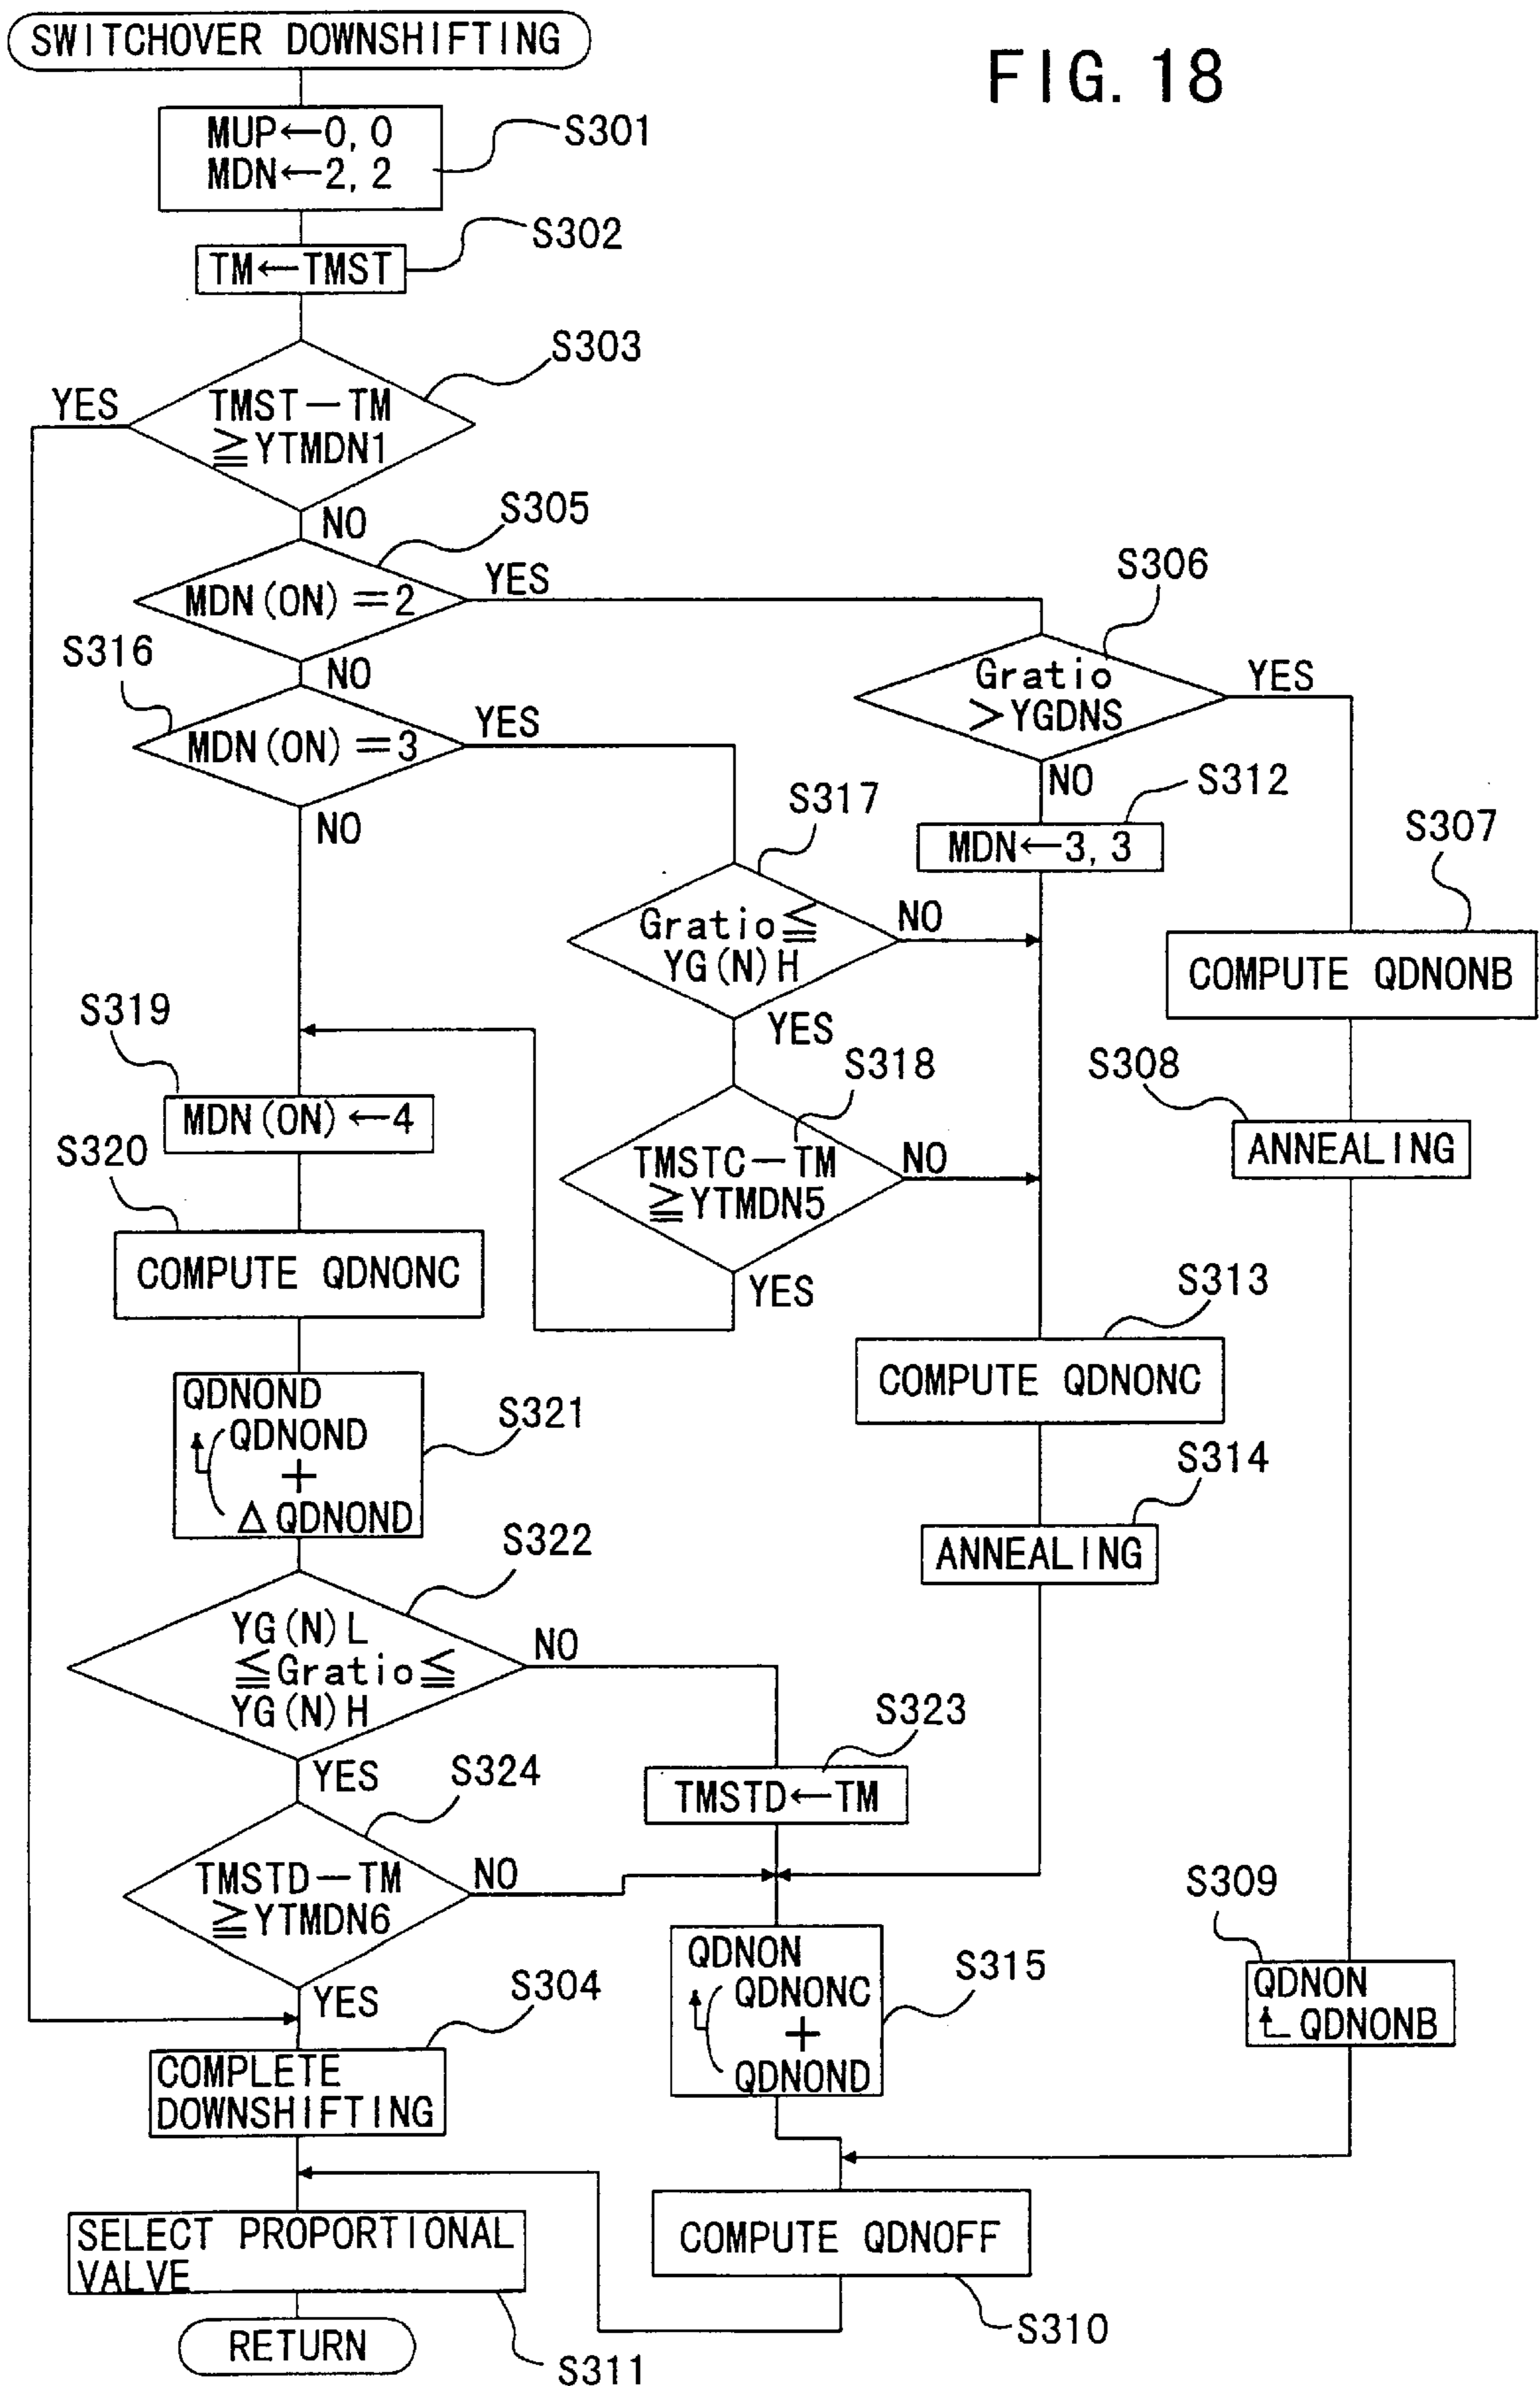 SWITCHOVER DOWNSHIFTING
FIG. 18
MUP←0, 0
MDN←2, 2
S301
TM←TMST
S302
S303
YES
TMST－TM
≧YTMDN1
NO
S305
MDN(ON)＝2
YES
S306
Gratio
＞YGDNS
YES
NO
S316
NO
MDN(ON)＝3
YES
NO
S312
MDN←3, 3
S317
Gratio≦
YG(N)H
NO
YES
S307
COMPUTE QDNONB
S308
ANNEALING
S318
TMSTC－TM
≧YTMDN5
NO
YES
S319
MDN(ON)←4
S320
COMPUTE QDNONC
S313
COMPUTE QDNONC
S314
ANNEALING
QDNOND
QDNOND
＋
△QDNOND
S321
S322
YG(N)L
≦Gratio≦
YG(N)H
NO
YES
S323
TMSTD←TM
S324
TMSTD－TM
≧YTMDN6
NO
YES
S309
QDNON
QDNONB
QDNON
QDNONC
＋
QDNOND
S315
S304
COMPLETE
DOWNSHIFTING
COMPUTE QDNOFF
S310
SELECT PROPORTIONAL
VALVE
S311
RETURN